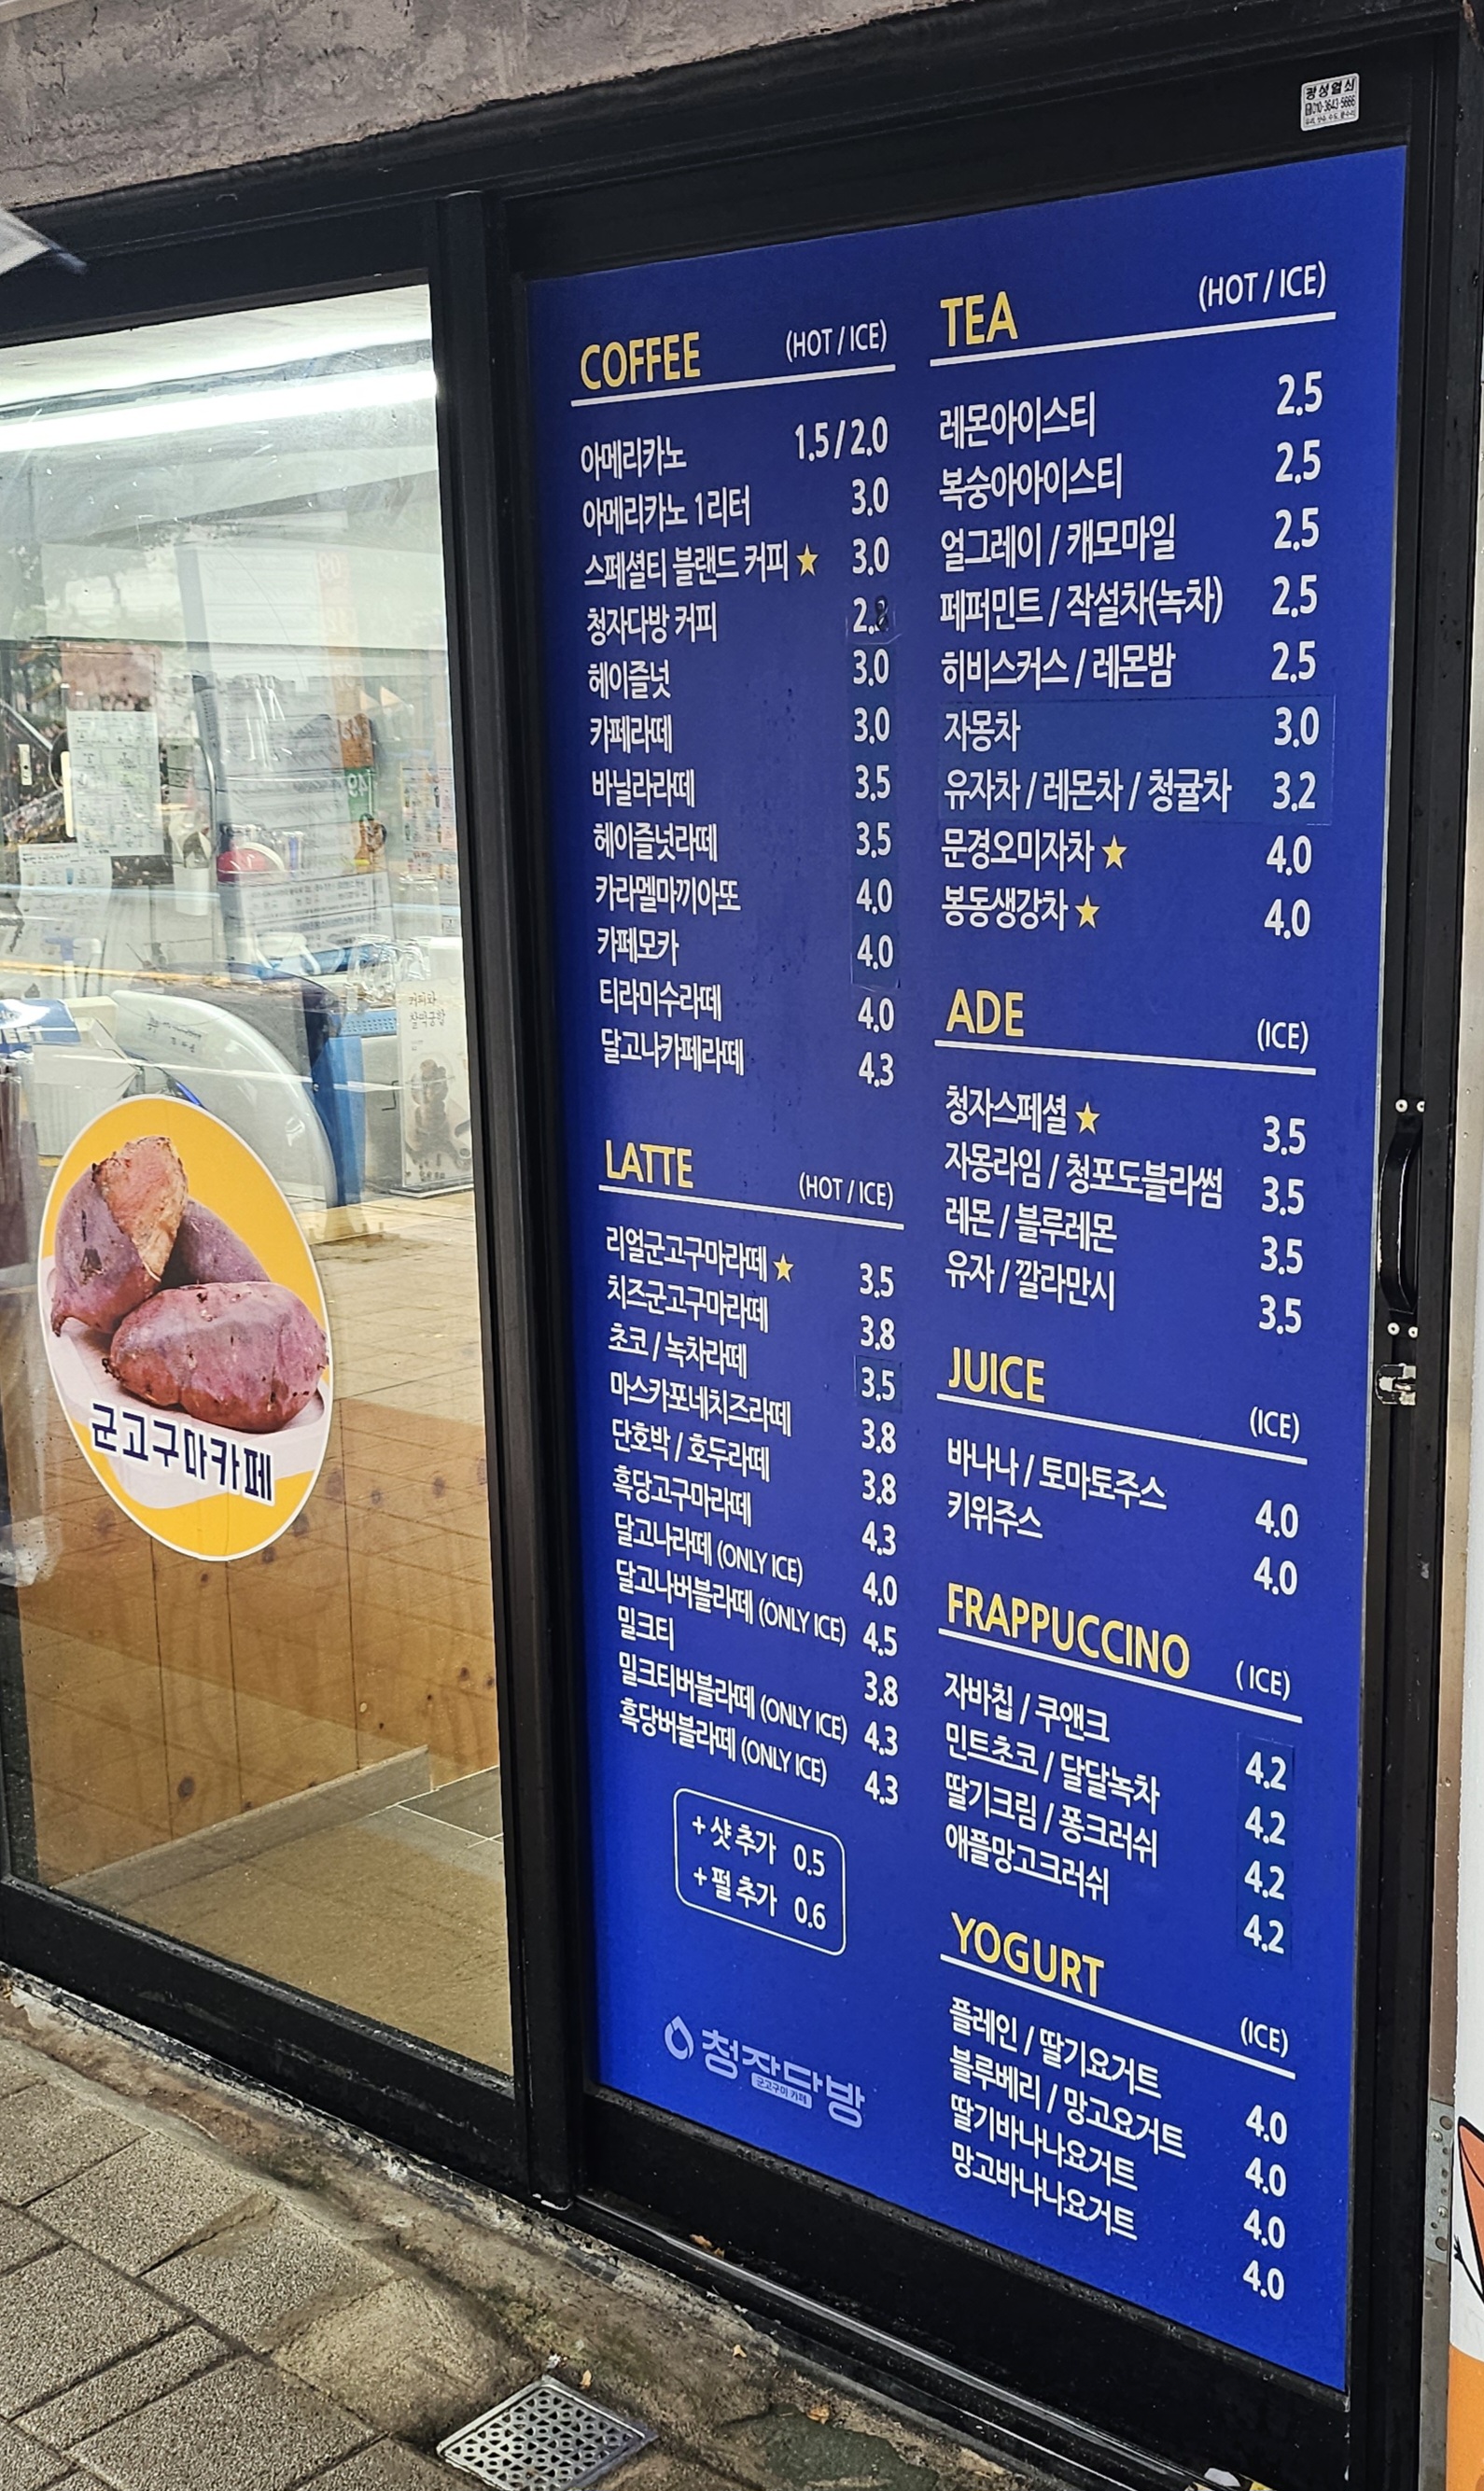 광성열쇠
010-3643-5666
COFFEE (HOT / ICE)
아메리카노 1.5 / 2.0
아메리카노 1리터 3.0
스페셜티 블랜드 커피 ★ 3.0
청자다방 커피 2.8
헤이즐넛 3.0
카페라떼 3.0
바닐라라떼 3.5
헤이즐넛라떼 3.5
카라멜마끼아또 4.0
카페모카 4.0
티라미수라떼 4.0
달고나카페라떼 4.3
LATTE (HOT / ICE)
리얼군고구마라떼 ★ 3.5
치즈군고구마라떼 3.8
초코 / 녹차라떼 3.5
마스카포네치즈라떼 3.8
단호박 / 호두라떼 3.8
흑당고구마라떼 4.3
달고나라떼 (ONLY ICE) 4.0
달고나버블라떼 (ONLY ICE) 4.5
밀크티 3.8
밀크티버블라떼 (ONLY ICE) 4.3
흑당버블라떼 (ONLY ICE) 4.3
+ 샷 추가 0.5
+ 펄 추가 0.6
청자다방
군고구마 카페
TEA (HOT / ICE)
레몬아이스티 2.5
복숭아아이스티 2.5
얼그레이 / 캐모마일 2.5
페퍼민트 / 작설차(녹차) 2.5
히비스커스 / 레몬밤 2.5
자몽차 3.0
유자차 / 레몬차 / 청귤차 3.2
문경오미자차 ★ 4.0
봉동생강차 ★ 4.0
ADE (ICE)
청자스페셜 ★ 3.5
자몽라임 / 청포도블라썸 3.5
레몬 / 블루레몬 3.5
유자 / 깔라만시 3.5
JUICE (ICE)
바나나 / 토마토주스 4.0
키위주스 4.0
FRAPPUCCINO ( ICE)
자바칩 / 쿠앤크 4.2
민트초코 / 달달녹차 4.2
딸기크림 / 퐁크러쉬 4.2
애플망고크러쉬 4.2
YOGURT (ICE)
플레인 / 딸기요거트 4.0
블루베리 / 망고요거트 4.0
딸기바나나요거트 4.0
망고바나나요거트 4.0
군고구마카페
커피와
찰떡궁합